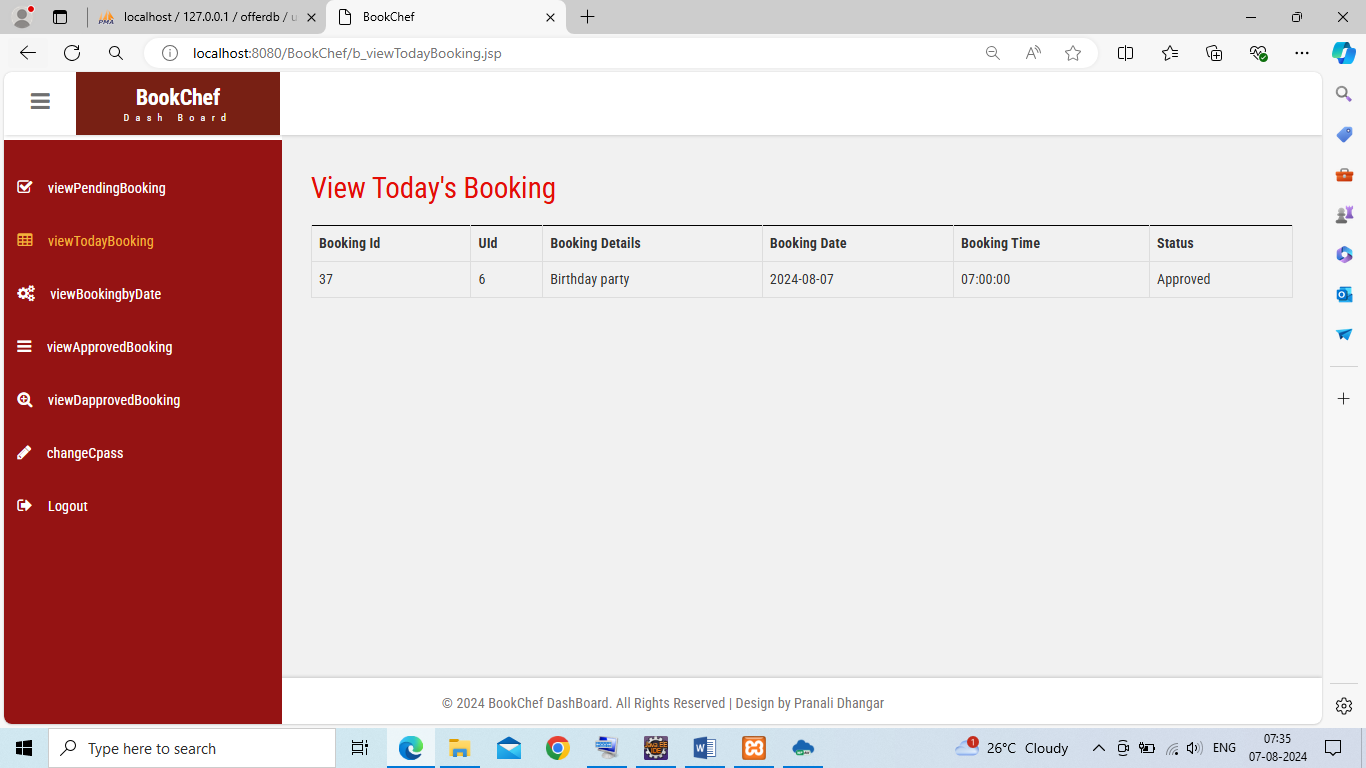 PMA localhost / 127.0.0.1 / offerdb / u
BookChef
localhost:8080/BookChef/b_viewTodayBooking.jsp
BookChef
Dash Board
viewPendingBooking
viewTodayBooking
viewBookingbyDate
viewApprovedBooking
viewDapprovedBooking
changeCpass
Logout
View Today's Booking
Booking Id UId Booking Details Booking Date Booking Time Status
37 6 Birthday party 2024-08-07 07:00:00 Approved
© 2024 BookChef DashBoard. All Rights Reserved | Design by Pranali Dhangar
Type here to search
1 26°C Cloudy ENG 07:35
07-08-2024